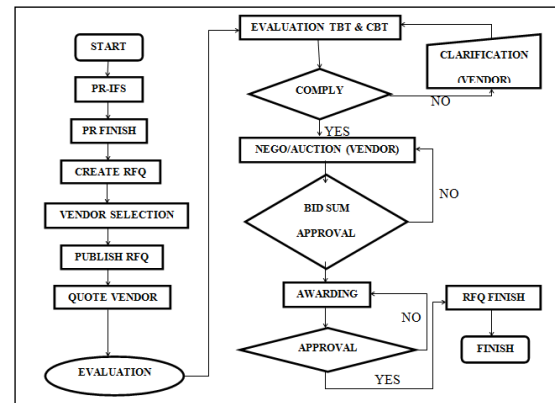 START
PR-IFS
PR FINISH
CREATE RFQ
VENDOR SELECTION
PUBLISH RFQ
QUOTE VENDOR
EVALUATION
EVALUATION TBT & CBT
CLARIFICATION
(VENDOR)
COMPLY
NO
YES
NEGO/AUCTION (VENDOR)
NO
BID SUM
APPROVAL
AWARDING
NO
APPROVAL
YES
RFQ FINISH
FINISH